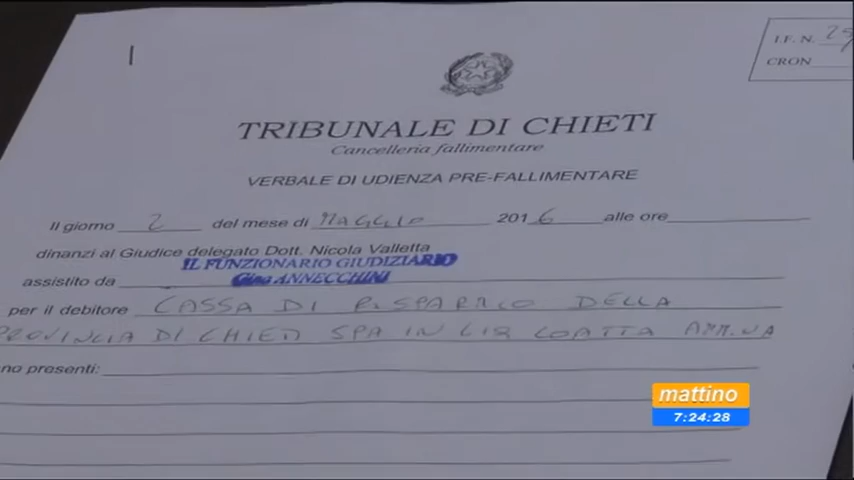 I.F. N. 25
CRON
TRIBUNALE DI CHIETI
Cancelleria fallimentare
VERBALE DI UDIENZA PRE-FALLIMENTARE
Il giorno 2 del mese di MAGGIO 2016 alle ore
dinanzi al Giudice delegato Dott. Nicola Valletta
IL FUNZIONARIO GIUDIZIARIO
assistito da Gina ANNECCHINI
per il debitore CASSA DI RISPARMIO DELLA
PROVINCIA DI CHIETI SPA IN LIQ COATTA AMM.VA
no presenti:
mattino
7:24:28